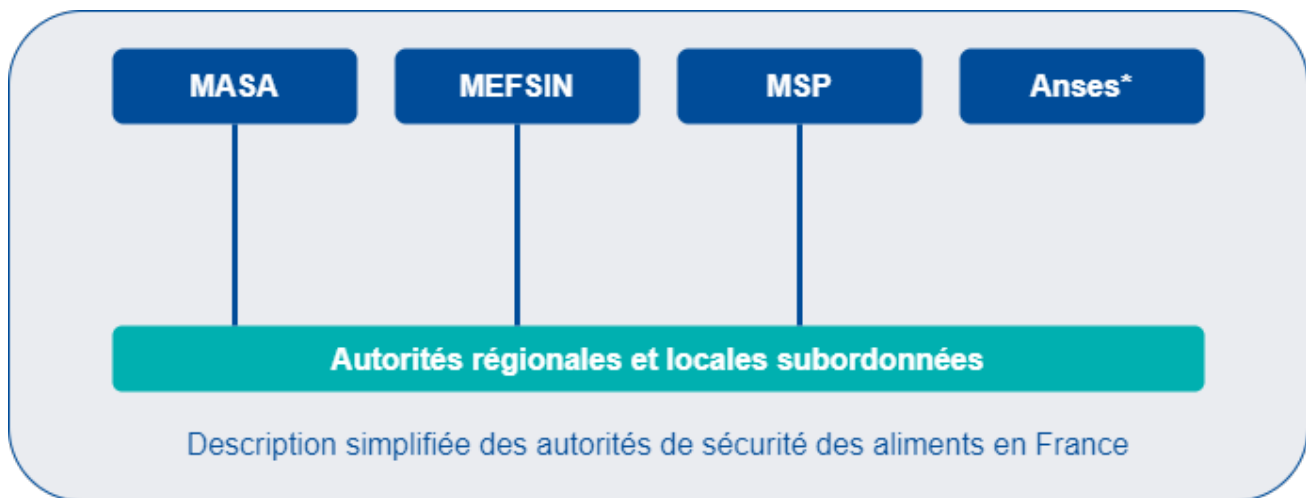 MASA
MEFSIN
MSP
Anses*
Autorités régionales et locales subordonnées
Description simplifiée des autorités de sécurité des aliments en France